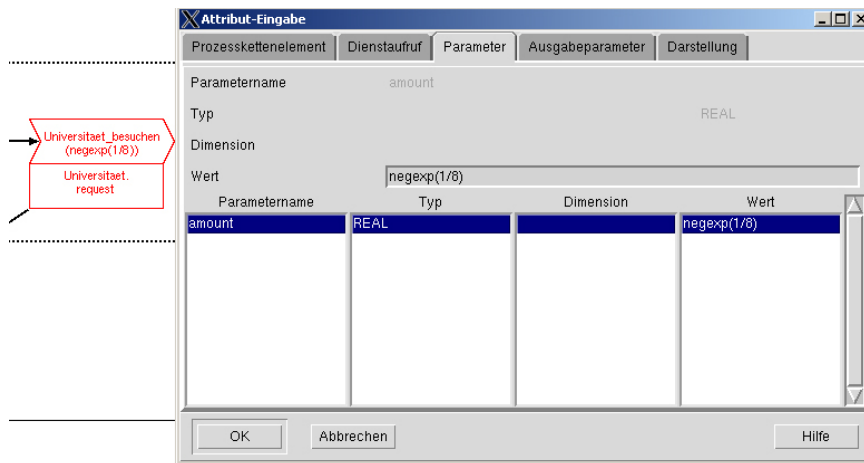 Attribut-Eingabe
Prozesskettenelement Dienstaufruf Parameter Ausgabeparameter Darstellung
Parametername amount
Typ REAL
Dimension
Wert negexp(1/8)
Parametername Typ Dimension Wert
amount REAL negexp(1/8)
OK Abbrechen Hilfe
Universitaet_besuchen
(negexp(1/8))
Universitaet.
request